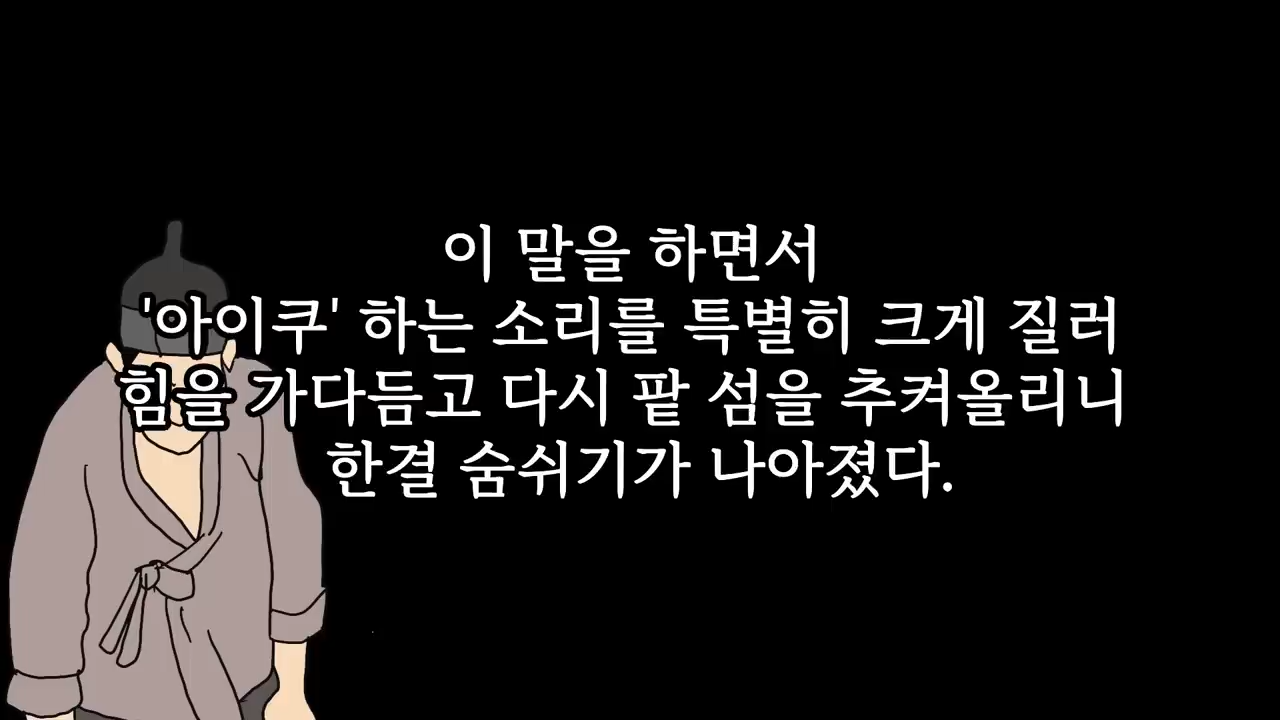 이 말을 하면서
'아이쿠' 하는 소리를 특별히 크게 질러
힘을 가다듬고 다시 팥 섬을 추켜올리니
한결 숨쉬기가 나아졌다.